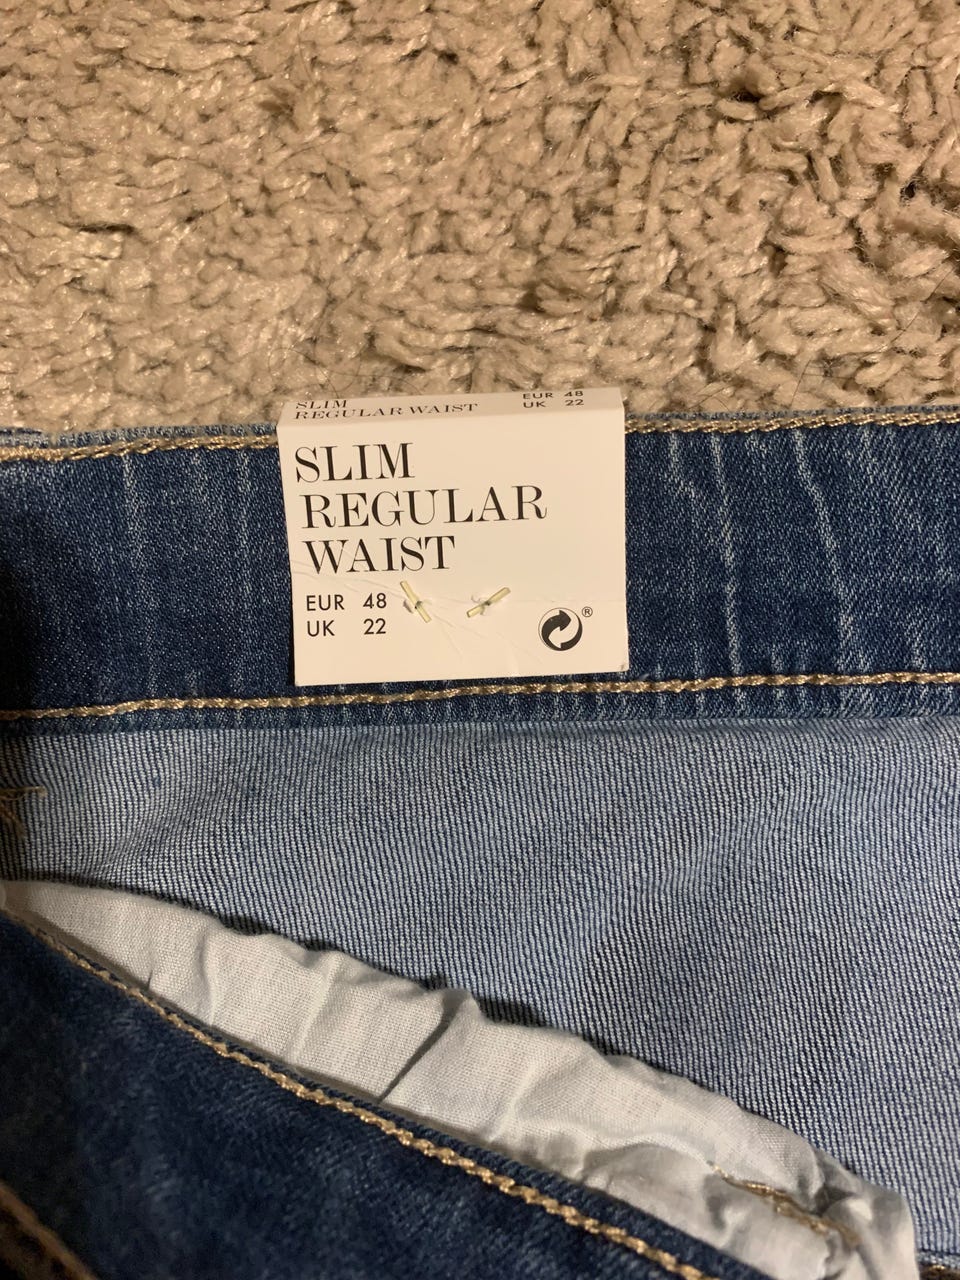 SLIM EUR 48
REGULAR WAIST UK 22
SLIM
REGULAR
WAIST
EUR 48
UK 22
®